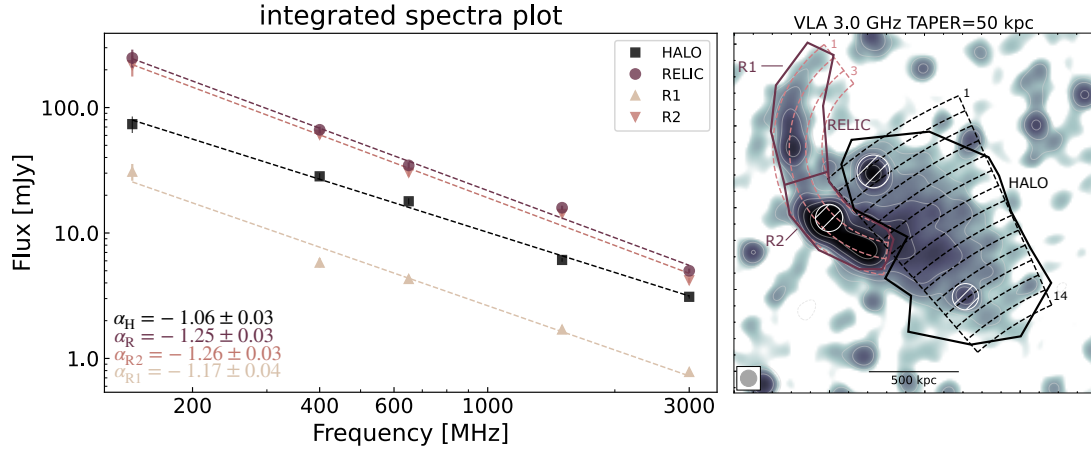 integrated spectra plot
Flux [mJy]
100.0
10.0
1.0
HALO
RELIC
R1
R2
α_H = − 1.06 ± 0.03
α_R = − 1.25 ± 0.03
α_R2 = − 1.26 ± 0.03
α_R1 = − 1.17 ± 0.04
200
400
600
1000
3000
Frequency [MHz]
VLA 3.0 GHz TAPER=50 kpc
R1
1
3
1
RELIC
HALO
R2
14
500 kpc